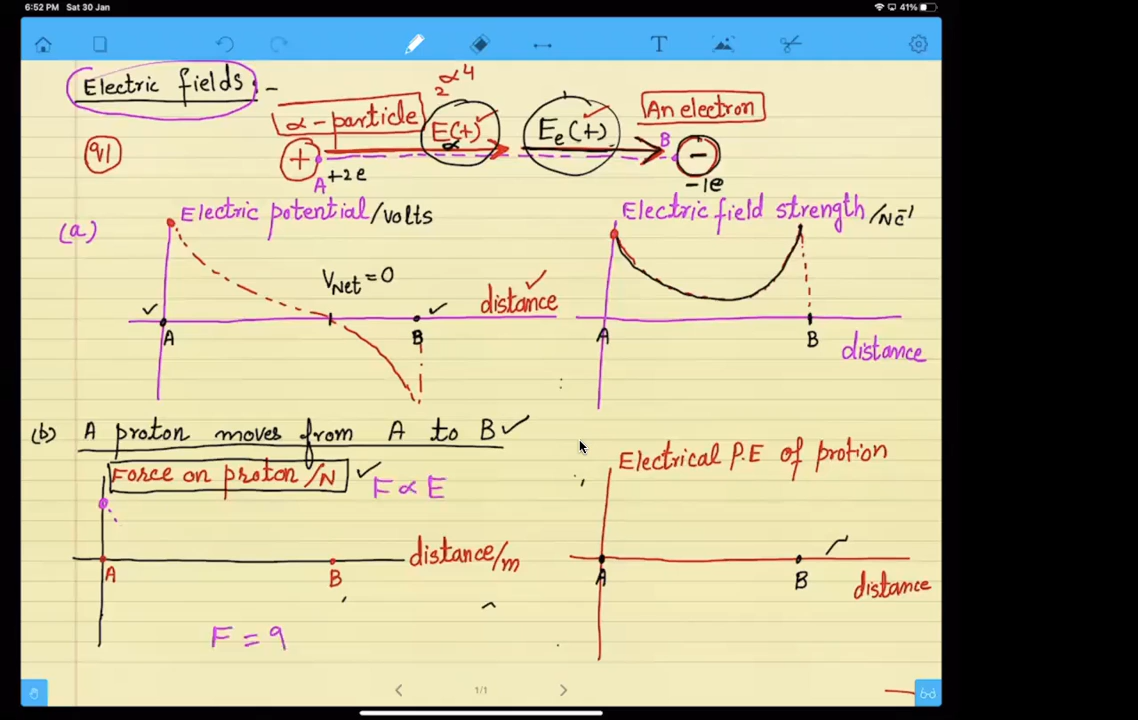 6:52 PM Sat 30 Jan
41%
T
Electric fields:-
α 4
2
α-particle
E(+)
α
Ee(+)
An electron
91
+
B
-
A
+2e
-1e
(a)
Electric potential/volts
Electric field strength/NC⁻¹
VNet=0
distance
A
B
A
B
distance
(b) A proton moves from A to B
Force on proton/N
F∝E
Electrical P.E of protion
distance/m
A
B
A
B
distance
F=q
1/1